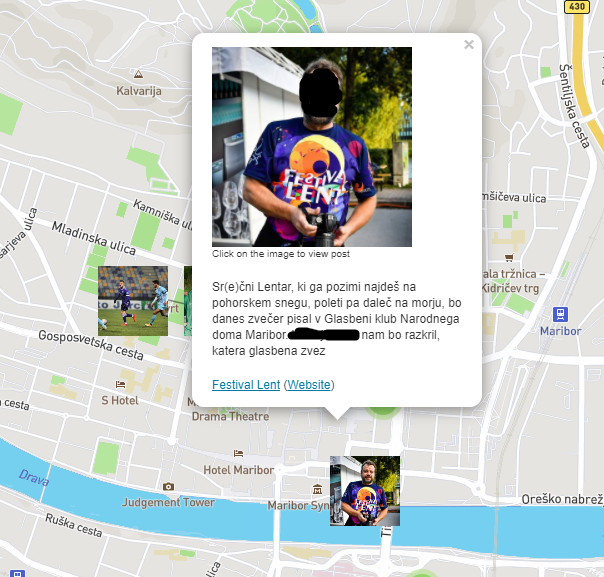 430
Šentiljska cesta
Kalvarija
FESTIVAL
LENT
Click on the image to view post
Kamniška ulica
Mladinska ulica
Sr(e)čni Lentar, ki ga pozimi najdeš na
pohorskem snegu, poleti pa daleč na morju, bo
danes zvečer pisal v Glasbeni klub Narodnega
doma Maribor.
nam bo razkril,
katera glasbena zvez
Festival Lent (Website)
mšičeva ulica
ala tržnica –
Kidričev trg
Maribor
Gosposvetska cesta
S Hotel
Drama Theatre
Hotel Maribor
Drava
Judgement Tower
Maribor Syn
Oreško nabrež
Ruška cesta